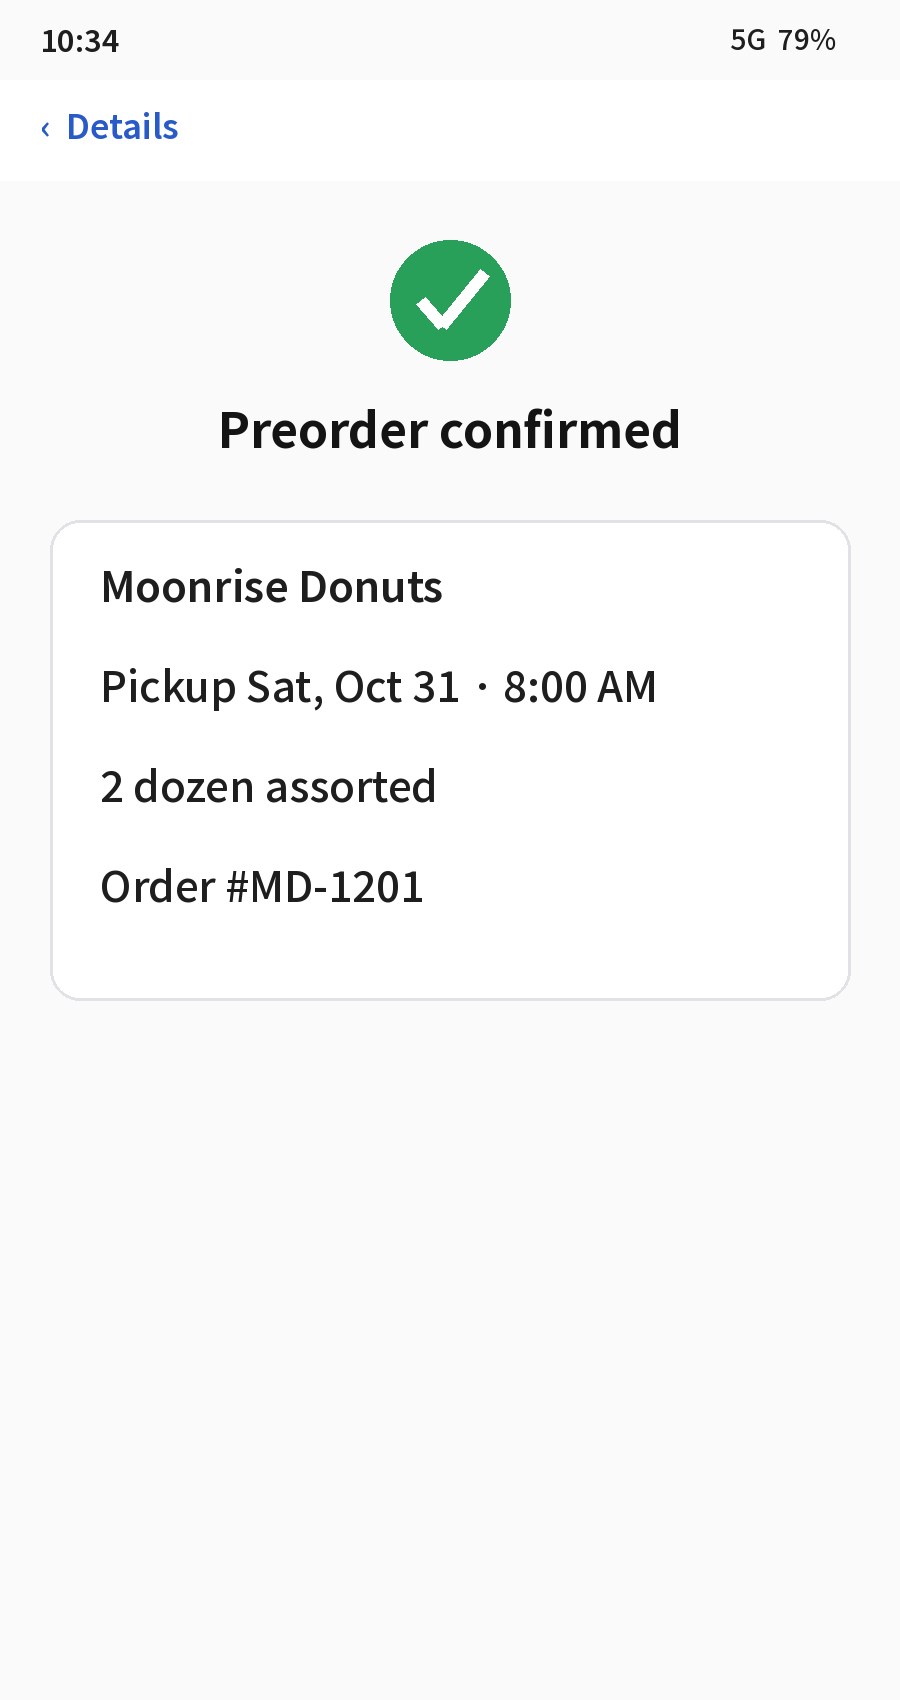 10:34
5G 79%
‹ Details
Preorder confirmed
Moonrise Donuts
Pickup Sat, Oct 31 · 8:00 AM
2 dozen assorted
Order #MD-1201